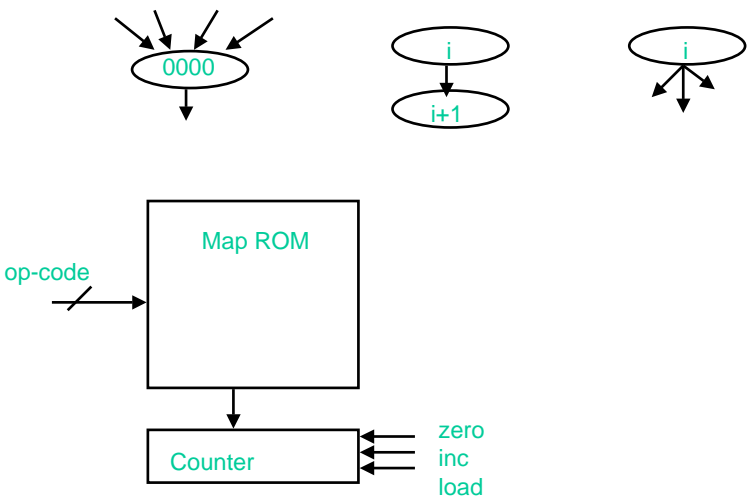 0000
i
i
i+1
Map ROM
op-code
zero
Counter
inc
load